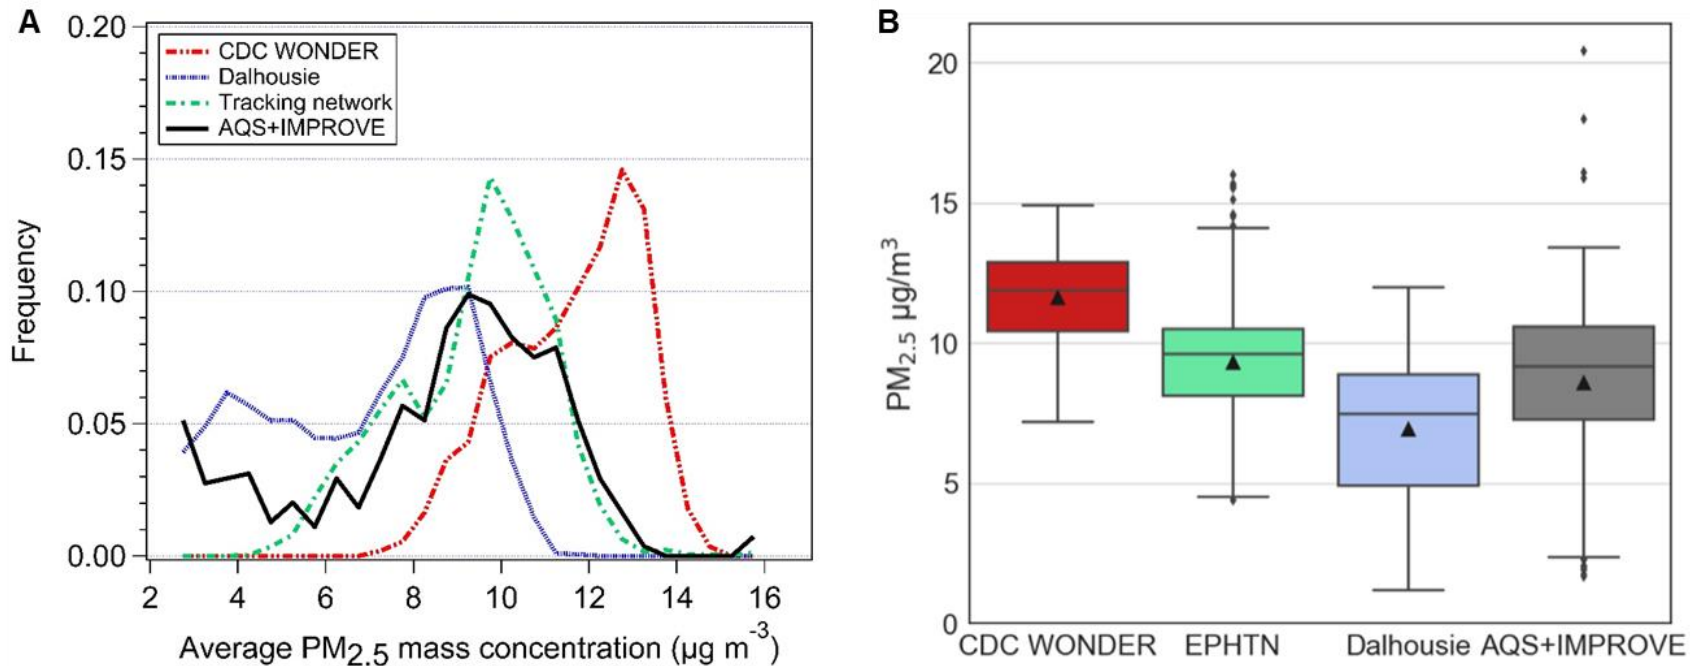 A
0.20
0.15
0.10
0.05
0.00
Frequency
CDC WONDER
Dalhousie
Tracking network
AQS+IMPROVE
2 4 6 8 10 12 14 16
Average PM2.5 mass concentration (µg m-3)
B
20
15
10
5
0
PM2.5 µg/m3
CDC WONDER EPHTN Dalhousie AQS+IMPROVE